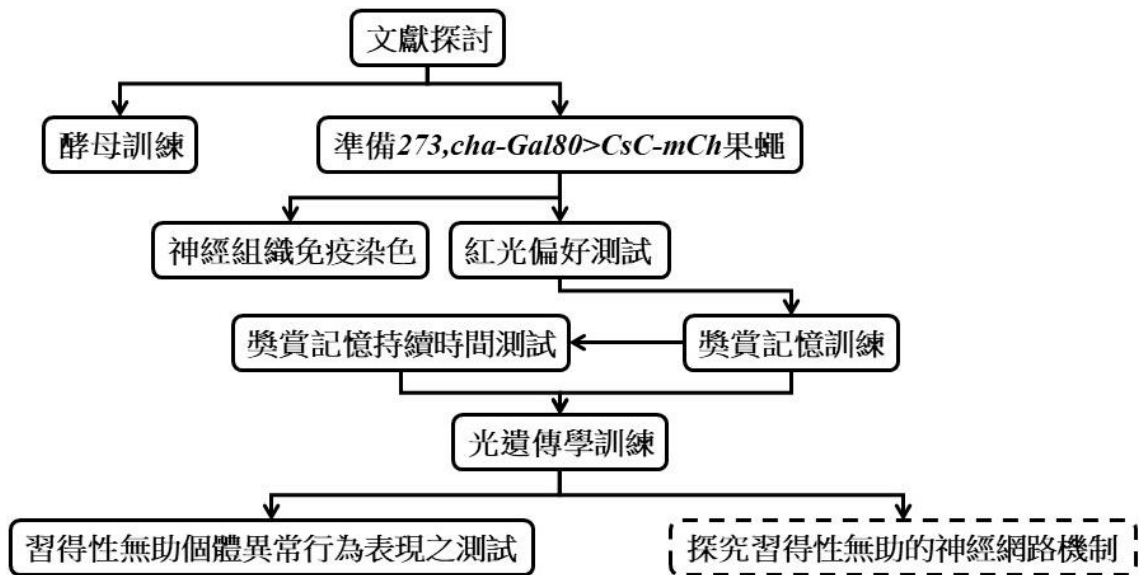 文獻探討
酵母訓練
準備273,cha-Gal80>CsC-mCh果蠅
神經組織免疫染色
紅光偏好測試
獎賞記憶持續時間測試
獎賞記憶訓練
光遺傳學訓練
習得性無助個體異常行為表現之測試
探究習得性無助的神經網路機制